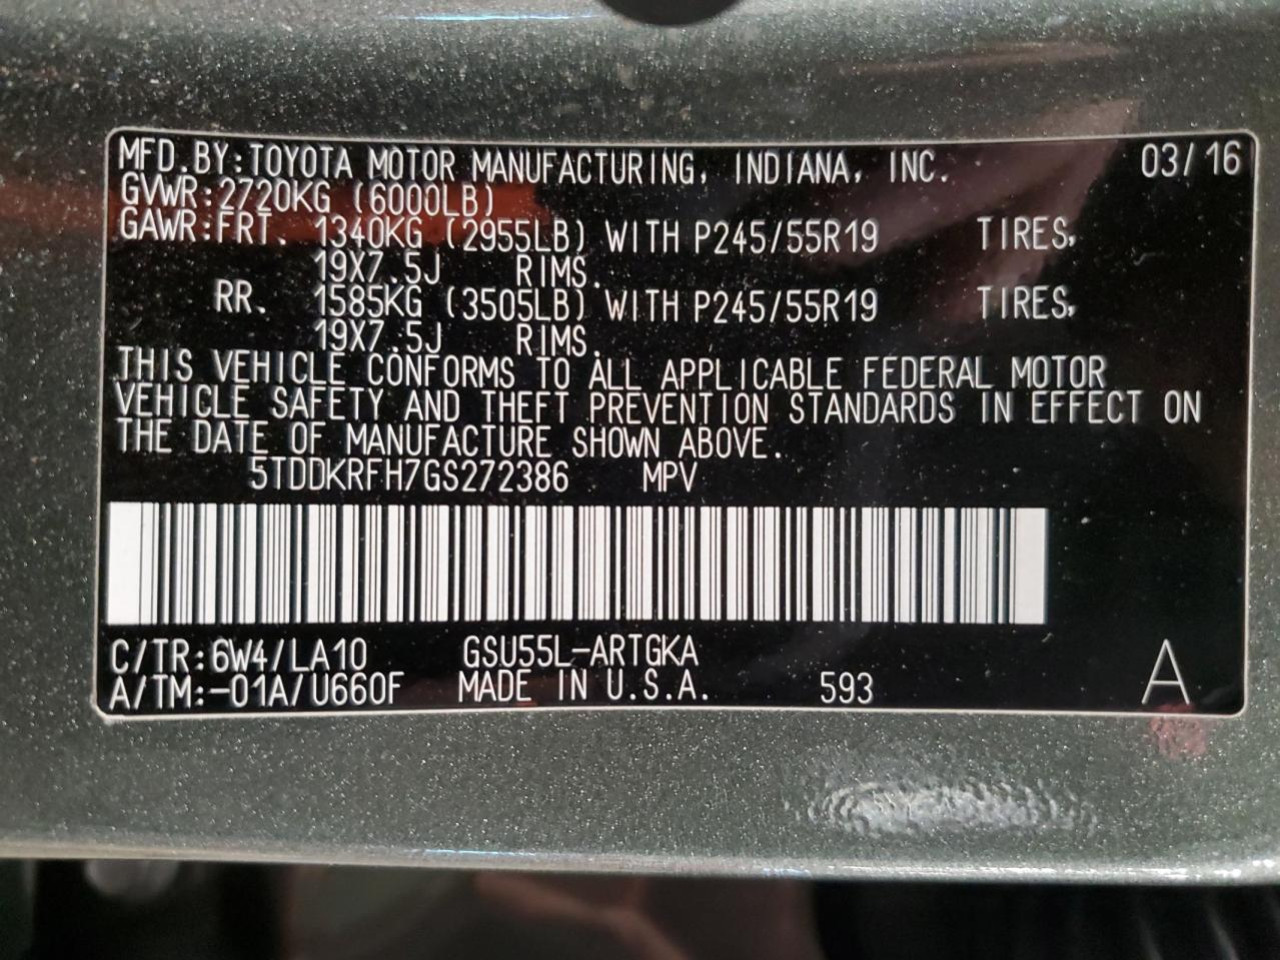 MFD.BY:TOYOTA MOTOR MANUFACTURING, INDIANA, INC. 03/16
GVWR:2720KG (6000LB)
GAWR:FRT. 1340KG (2955LB) WITH P245/55R19 TIRES,
19X7.5J RIMS.
RR. 1585KG (3505LB) WITH P245/55R19 TIRES,
19X7.5J RIMS.
THIS VEHICLE CONFORMS TO ALL APPLICABLE FEDERAL MOTOR
VEHICLE SAFETY AND THEFT PREVENTION STANDARDS IN EFFECT ON
THE DATE OF MANUFACTURE SHOWN ABOVE.
5TDDKRFH7GS272386 MPV
C/TR:6W4/LA10 GSU55L-ARTGKA
A/TM:-01A/U660F MADE IN U.S.A. 593 A